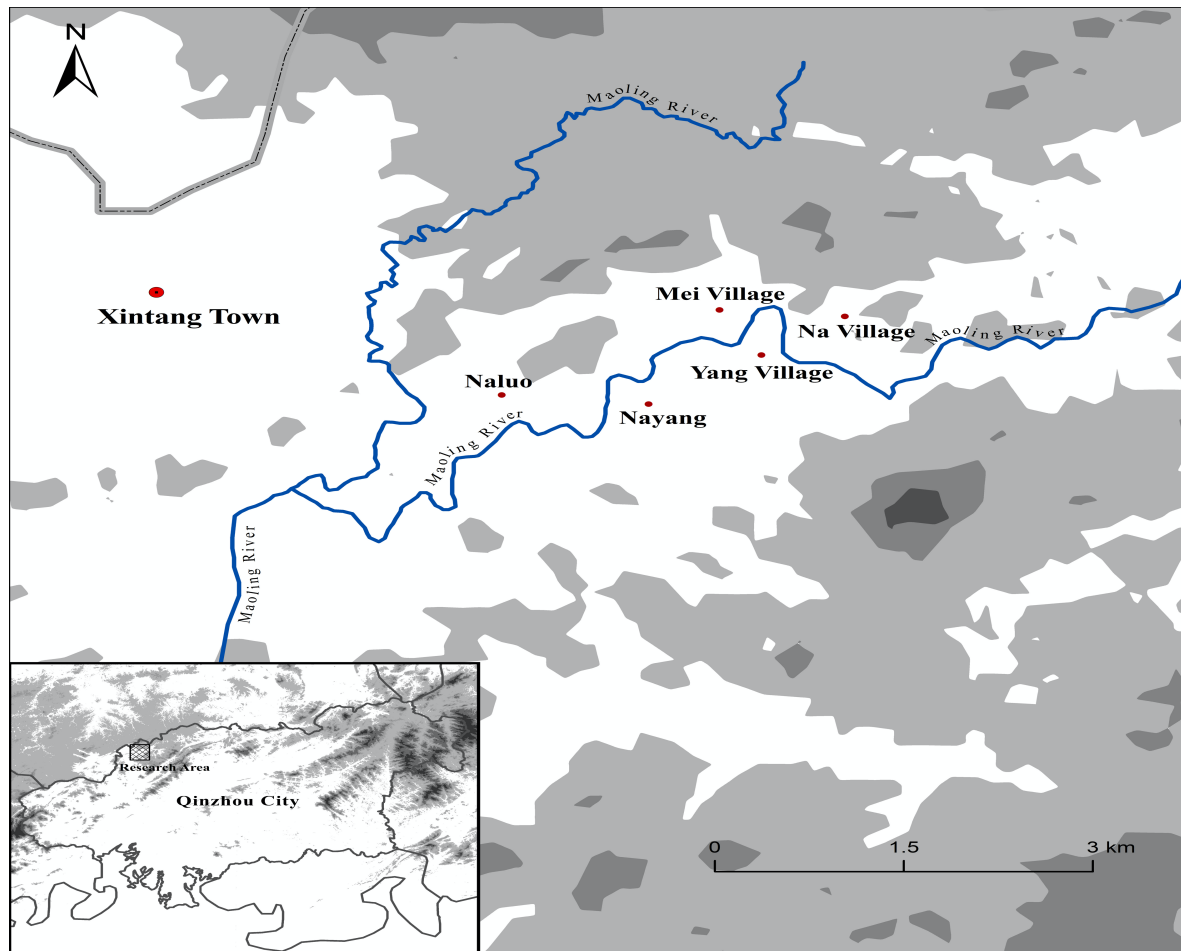 N
Maoling River
Mei Village
Xintang Town
Na Village
Maoling River
Yang Village
Naluo
Nayang
Maoling River
Maoling River
Research Area
Qinzhou City
0 1.5 3 km